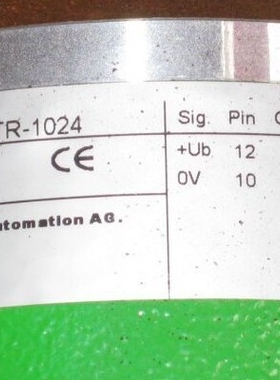 TR-1024
Sig. Pin
CE
+Ub 12
0V 10
utomation AG.